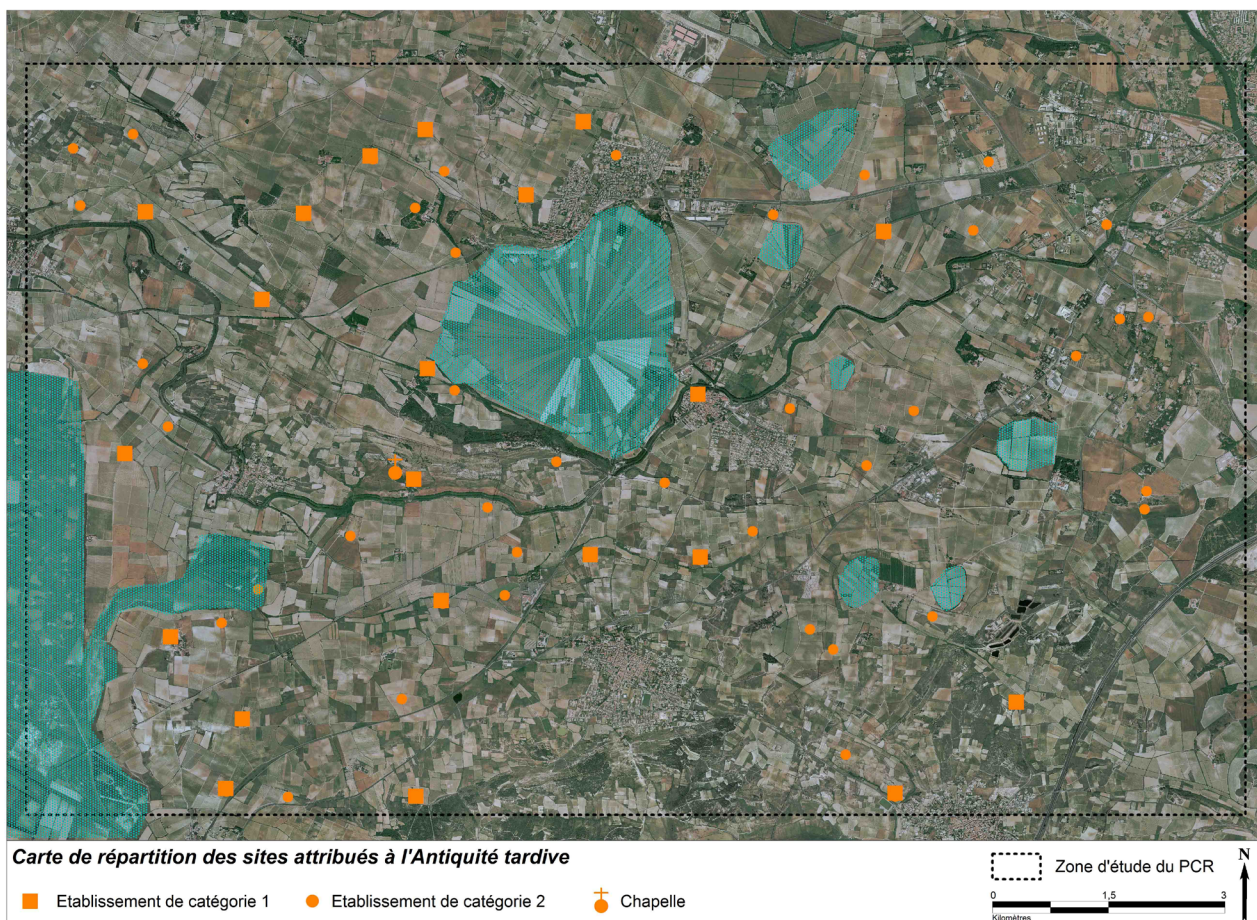 Carte de répartition des sites attribués à l'Antiquité tardive
Etablissement de catégorie 1
Etablissement de catégorie 2
Chapelle
Zone d'étude du PCR
0 1,5 3
Kilomètres
N